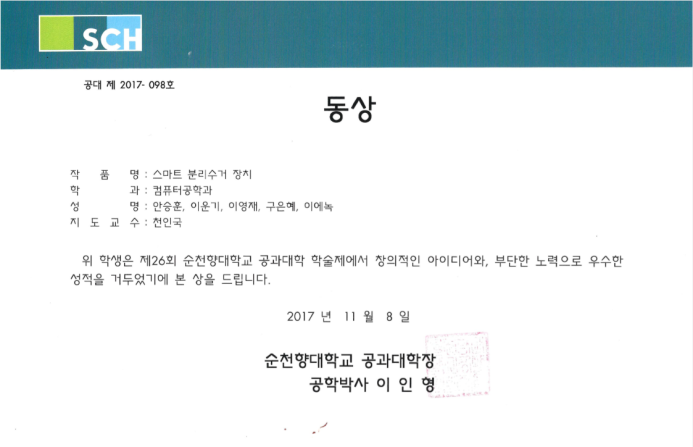 SCH
공대 제 2017- 098호
동상
작 품 명 : 스마트 분리수거 장치
학 과 : 컴퓨터공학과
성 명 : 안승훈, 이운기, 이영재, 구은혜, 이에녹
지 도 교 수 : 천인국
위 학생은 제26회 순천향대학교 공과대학 학술제에서 창의적인 아이디어와, 부단한 노력으로 우수한
성적을 거두었기에 본 상을 드립니다.
2017 년 11 월 8 일
순천향대학교 공과대학장
공학박사 이 인 형